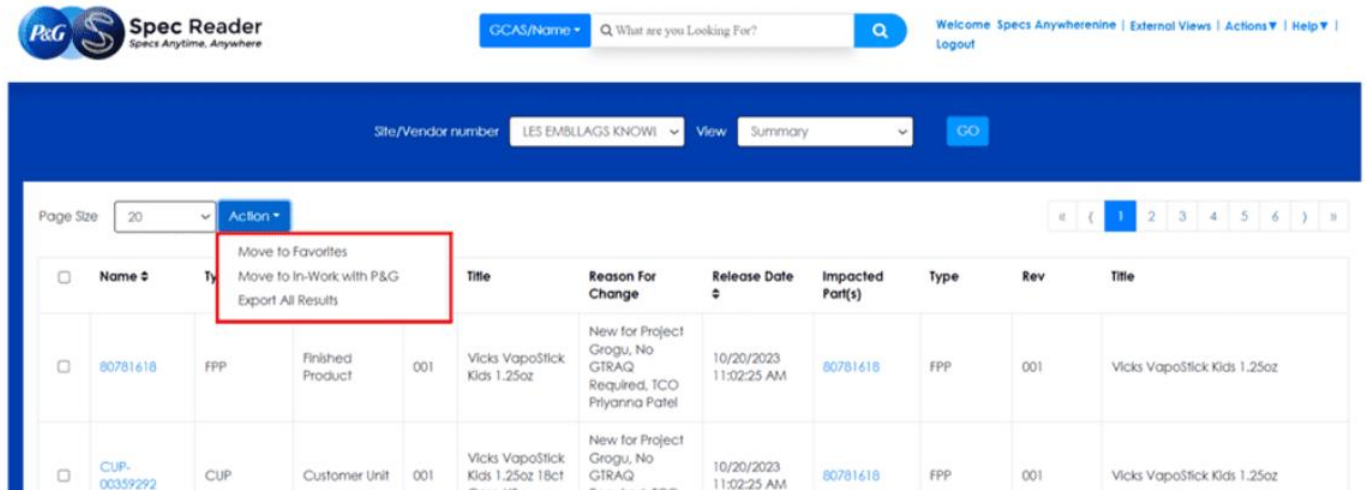 P&G S Spec Reader
Specs Anytime, Anywhere
GCAS/Name
What are you Looking For?
Welcome Specs Anywherenine | External Views | Actions▼ | Help▼ |
Logout
Site/Vendor number LES EMBLLAGS KNOWI View Summary GO
Page Size 20 Action
« ⟨ 1 2 3 4 5 6 ⟩ »
Move to Favorites
Move to In-Work with P&G
Export All Results
Name Ty Title Reason For Change Release Date Impacted Part(s) Type Rev Title
80781618 FPP Finished Product 001 Vicks VapoStick Kids 1.25oz New for Project Grogu, No GTRAQ Required, TCO Priyanna Patel 10/20/2023 11:02:25 AM 80781618 FPP 001 Vicks VapoStick Kids 1.25oz
CUP-00359292 CUP Customer Unit 001 Vicks VapoStick Kids 1.25oz 18ct New for Project Grogu, No GTRAQ 10/20/2023 11:02:25 AM 80781618 FPP 001 Vicks VapoStick Kids 1.25oz